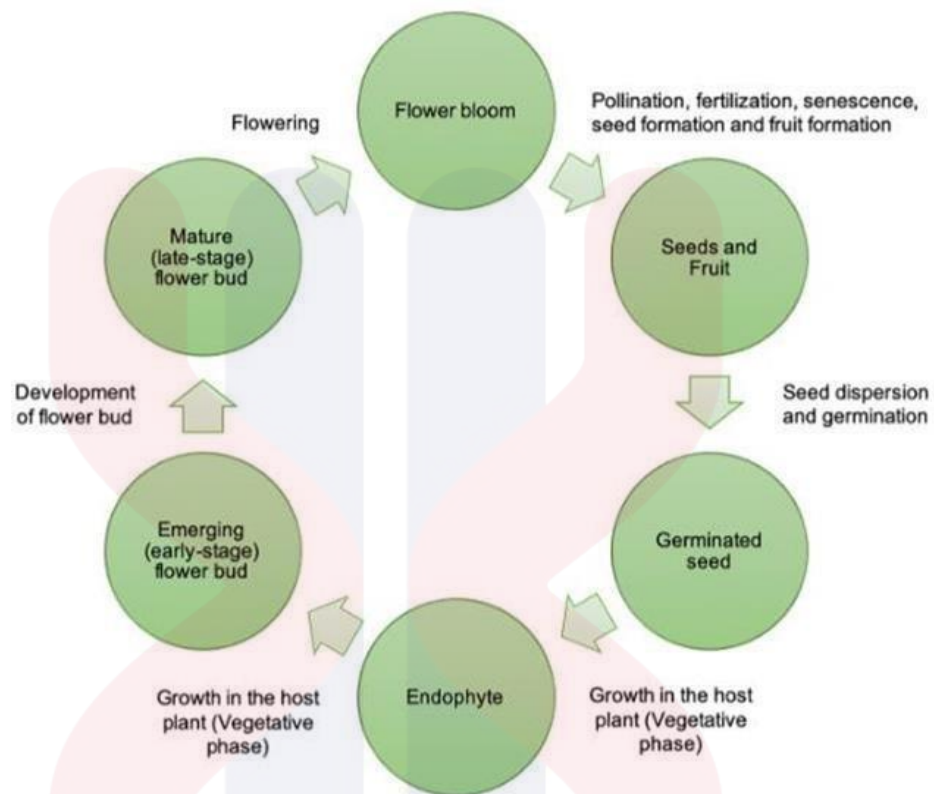 Flower bloom
Pollination, fertilization, senescence,
seed formation and fruit formation
Seeds and
Fruit
Seed dispersion
and germination
Germinated
seed
Growth in the host
plant (Vegetative
phase)
Endophyte
Growth in the host
plant (Vegetative
phase)
Emerging
(early-stage)
flower bud
Development
of flower bud
Mature
(late-stage)
flower bud
Flowering